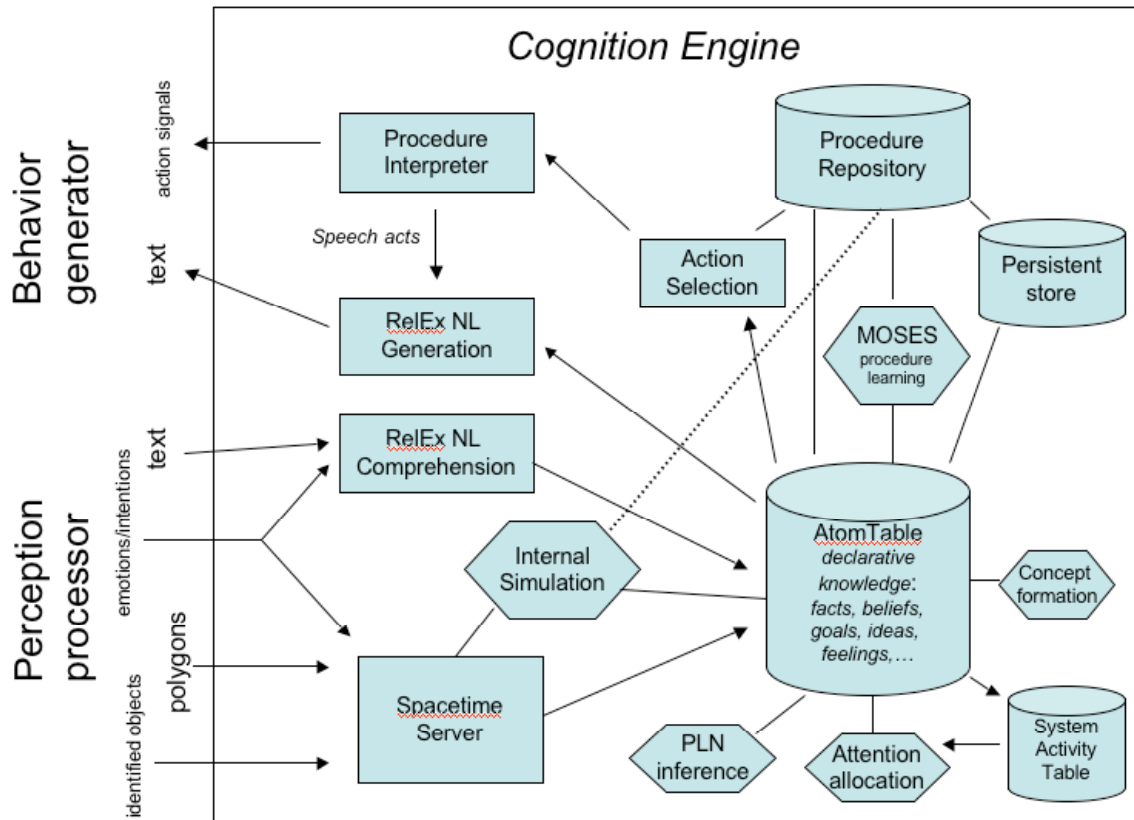 Cognition Engine
Behavior
generator
action signals
text
Procedure
Interpreter
Speech acts
RelEx NL
Generation
Action
Selection
Procedure
Repository
Persistent
store
MOSES
procedure
learning
Perception
processor
text
emotions/intentions
polygons
identified objects
RelEx NL
Comprehension
Internal
Simulation
Spacetime
Server
AtomTable
declarative
knowledge:
facts, beliefs,
goals, ideas,
feelings,...
Concept
formation
PLN
inference
Attention
allocation
System
Activity
Table